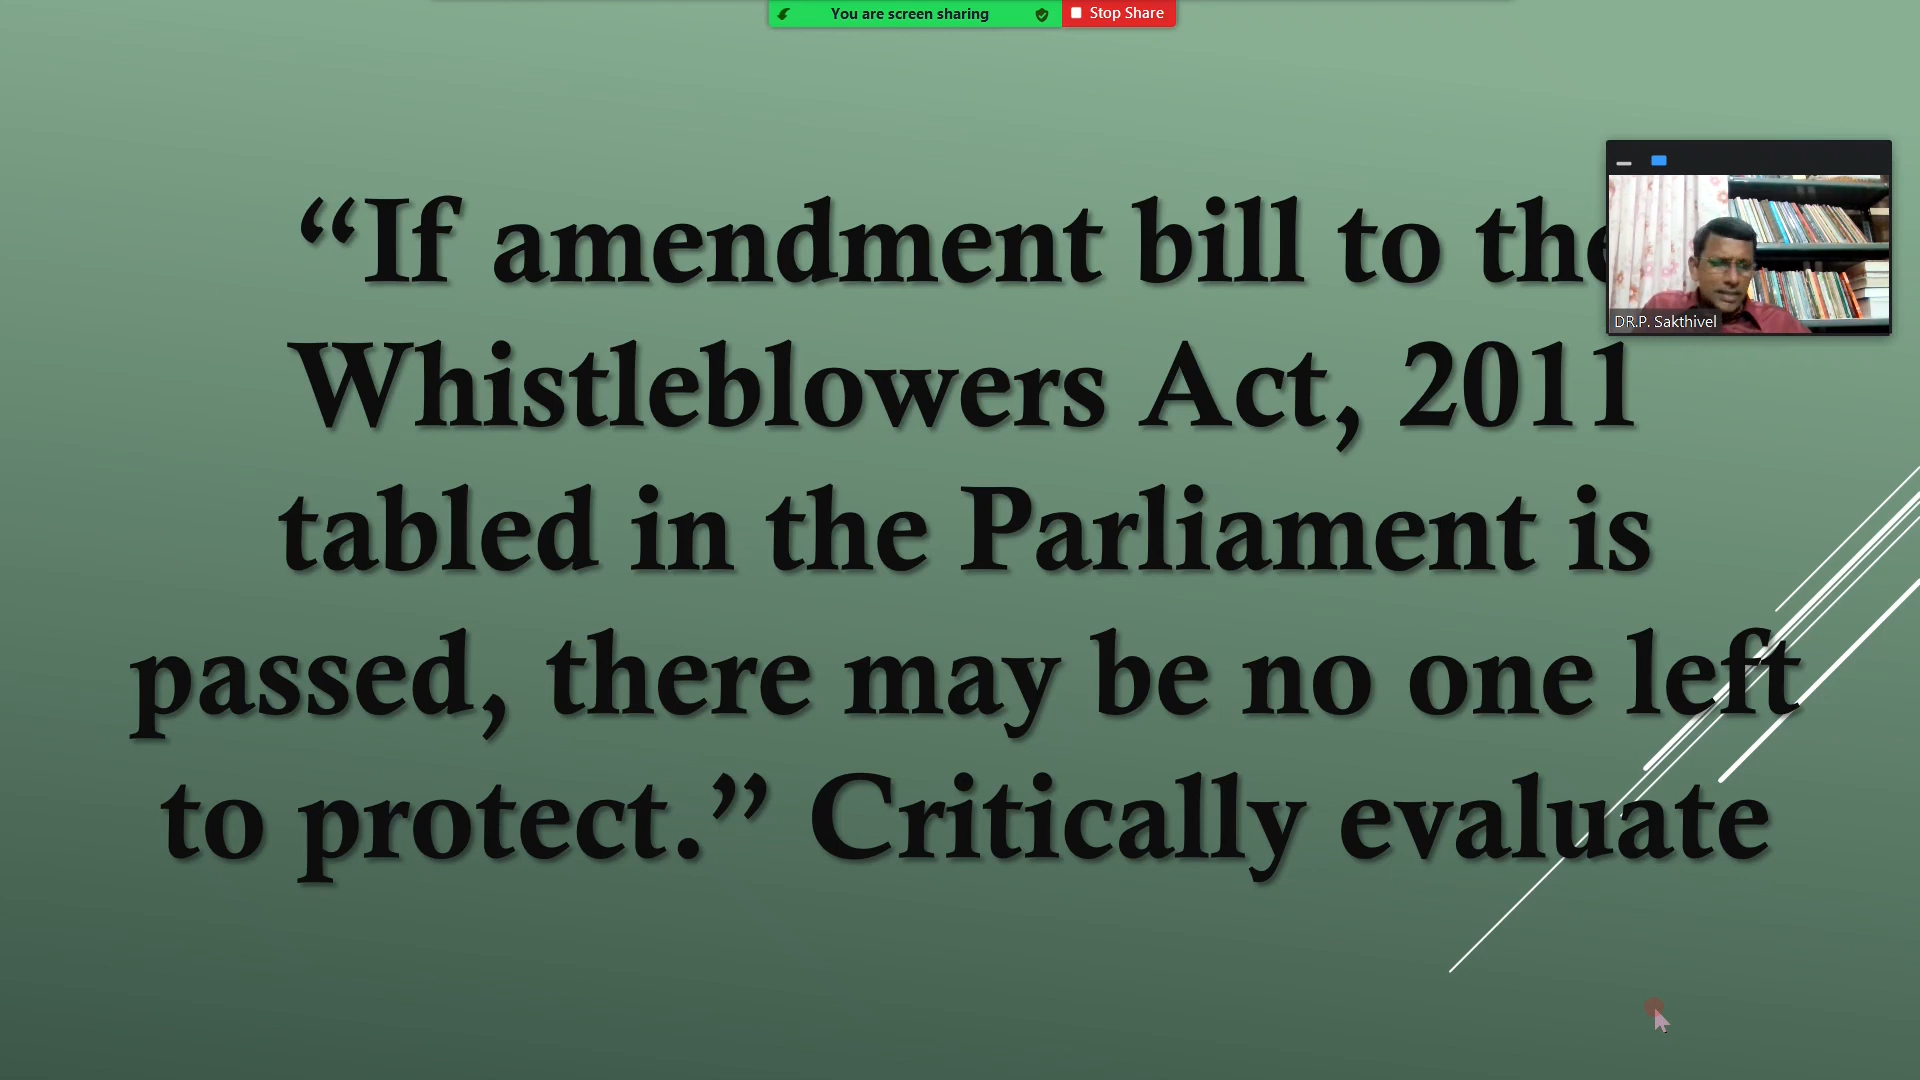 You are screen sharing
Stop Share
“If amendment bill to the
Whistleblowers Act, 2011
tabled in the Parliament is
passed, there may be no one left
to protect.” Critically evaluate
DR.P. Sakthivel